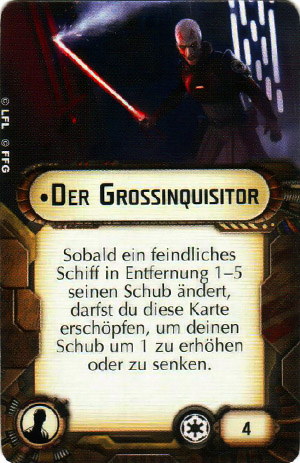 © LFL © FFG
•Der Grossinquisitor
Sobald ein feindliches
Schiff in Entfernung 1–5
seinen Schub ändert,
darfst du diese Karte
erschöpfen, um deinen
Schub um 1 zu erhöhen
oder zu senken.
4